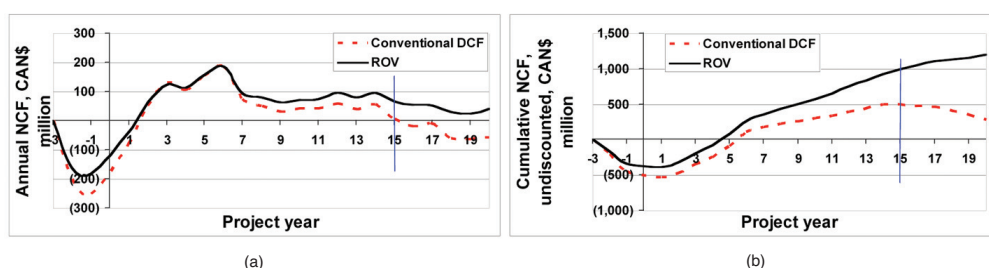 Annual NCF, CAN$
million
300
200
100
(100)
(200)
(300)
-3 -1 1 3 5 7 9 11 13 15 17 19
Conventional DCF
ROV
Project year
(a)
Cumulative NCF,
undiscounted, CAN$
million
1,500
1,000
500
(500)
(1,000)
-3 -1 1 3 5 7 9 11 13 15 17 19
Conventional DCF
ROV
Project year
(b)